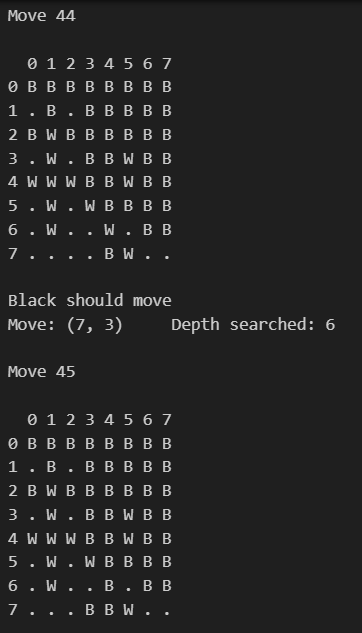 Move 44
0 1 2 3 4 5 6 7
0 B B B B B B B B
1 . B . B B B B B
2 B W B B B B B B
3 . W . B B W B B
4 W W W B B W B B
5 . W . W B B B B
6 . W . . W . B B
7 . . . . B W . .
Black should move
Move: (7, 3) Depth searched: 6
Move 45
0 1 2 3 4 5 6 7
0 B B B B B B B B
1 . B . B B B B B
2 B W B B B B B B
3 . W . B B W B B
4 W W W B B W B B
5 . W . W B B B B
6 . W . . B . B B
7 . . . B B W . .